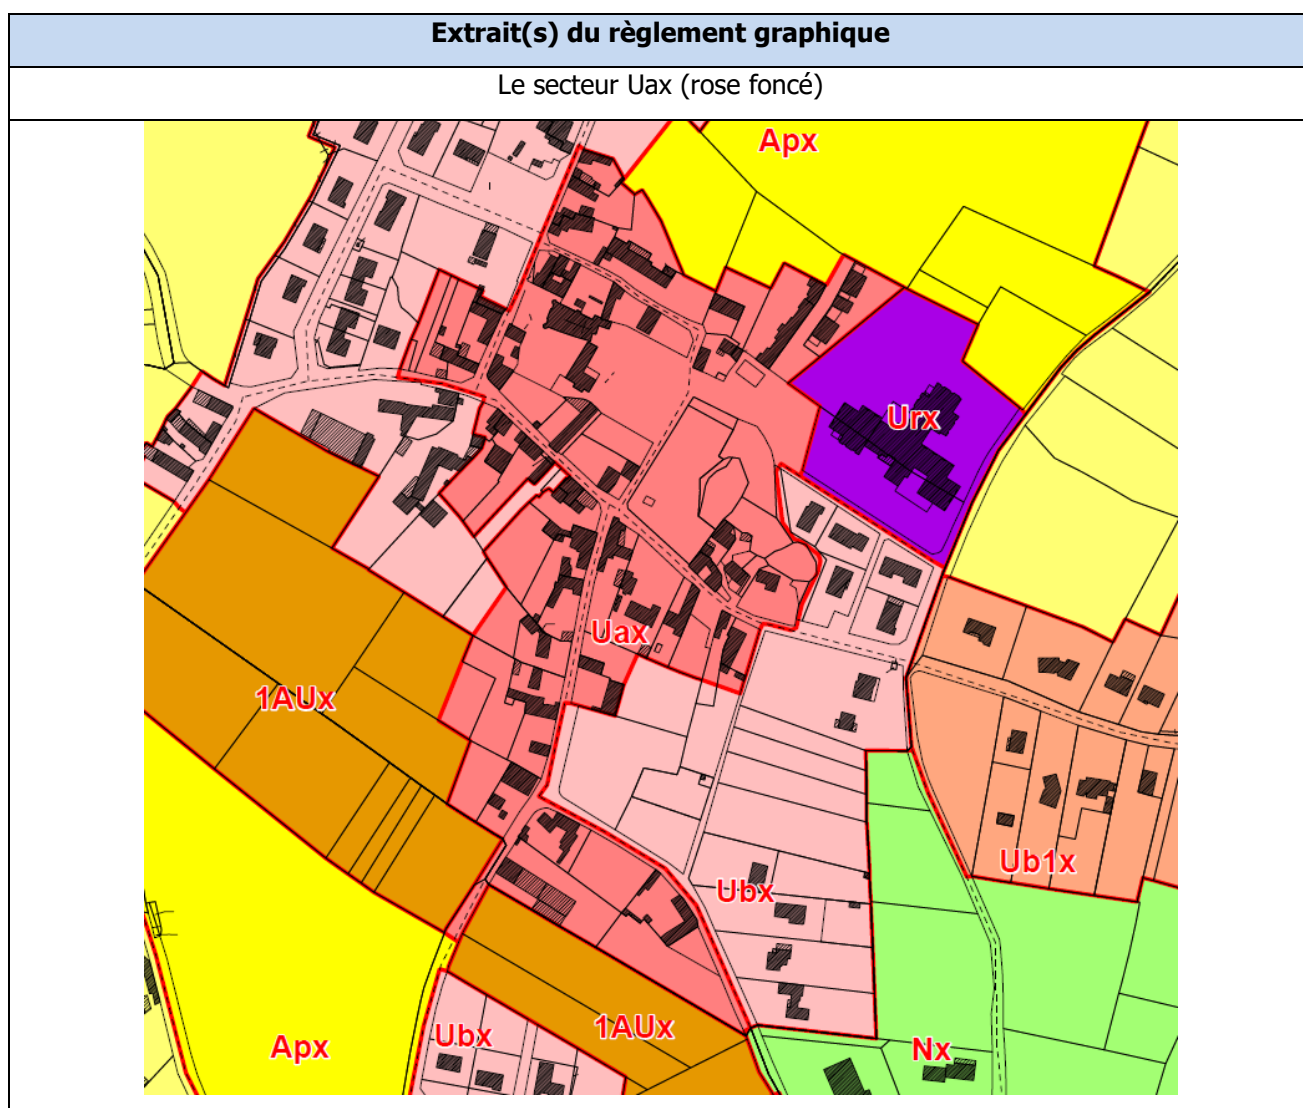 Extrait(s) du règlement graphique
Le secteur Uax (rose foncé)
Apx
Urx
Uax
1AUx
Ub1x
Ubx
1AUx
Ubx
Apx
Nx